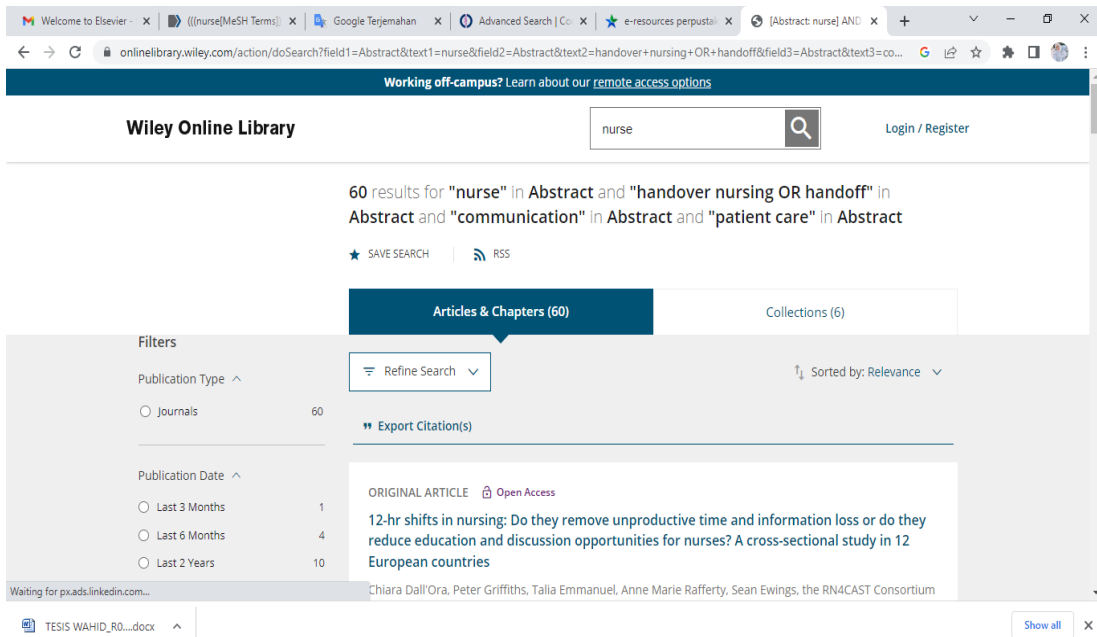 Welcome to Elsevier -
(((nurse[MeSH Terms])
Google Terjemahan
Advanced Search | Co
e-resources perpustak
[Abstract: nurse] AND
onlinelibrary.wiley.com/action/doSearch?field1=Abstract&text1=nurse&field2=Abstract&text2=handover+nursing+OR+handoff&field3=Abstract&text3=co...
Working off-campus? Learn about our remote access options
Wiley Online Library
nurse
Login / Register
60 results for "nurse" in Abstract and "handover nursing OR handoff" in
Abstract and "communication" in Abstract and "patient care" in Abstract
SAVE SEARCH
RSS
Articles & Chapters (60)
Collections (6)
Filters
Refine Search
Sorted by: Relevance
Publication Type
Journals 60
Export Citation(s)
Publication Date
Last 3 Months 1
Last 6 Months 4
Last 2 Years 10
ORIGINAL ARTICLE Open Access
12-hr shifts in nursing: Do they remove unproductive time and information loss or do they
reduce education and discussion opportunities for nurses? A cross-sectional study in 12
European countries
Chiara Dall'Ora, Peter Griffiths, Talia Emmanuel, Anne Marie Rafferty, Sean Ewings, the RN4CAST Consortium
Waiting for px.ads.linkedin.com...
TESIS WAHID_R0....docx
Show all